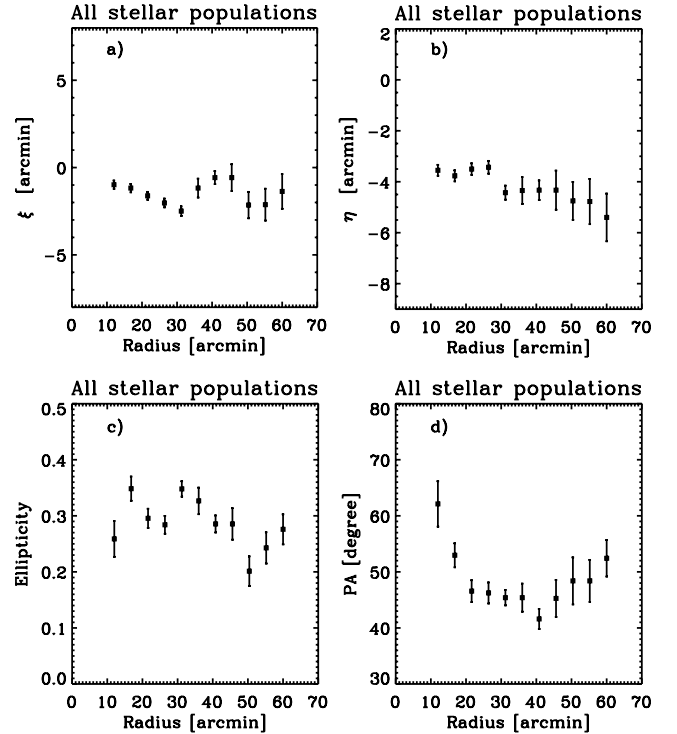 All stellar populations
All stellar populations
a)
b)
5
0
−5
ξ [arcmin]
2
0
−2
−4
−6
−8
η [arcmin]
0 10 20 30 40 50 60 70
0 10 20 30 40 50 60 70
Radius [arcmin]
Radius [arcmin]
All stellar populations
All stellar populations
c)
d)
0.5
0.4
0.3
0.2
0.1
0.0
Ellipticity
80
70
60
50
40
30
PA [degree]
0 10 20 30 40 50 60 70
0 10 20 30 40 50 60 70
Radius [arcmin]
Radius [arcmin]